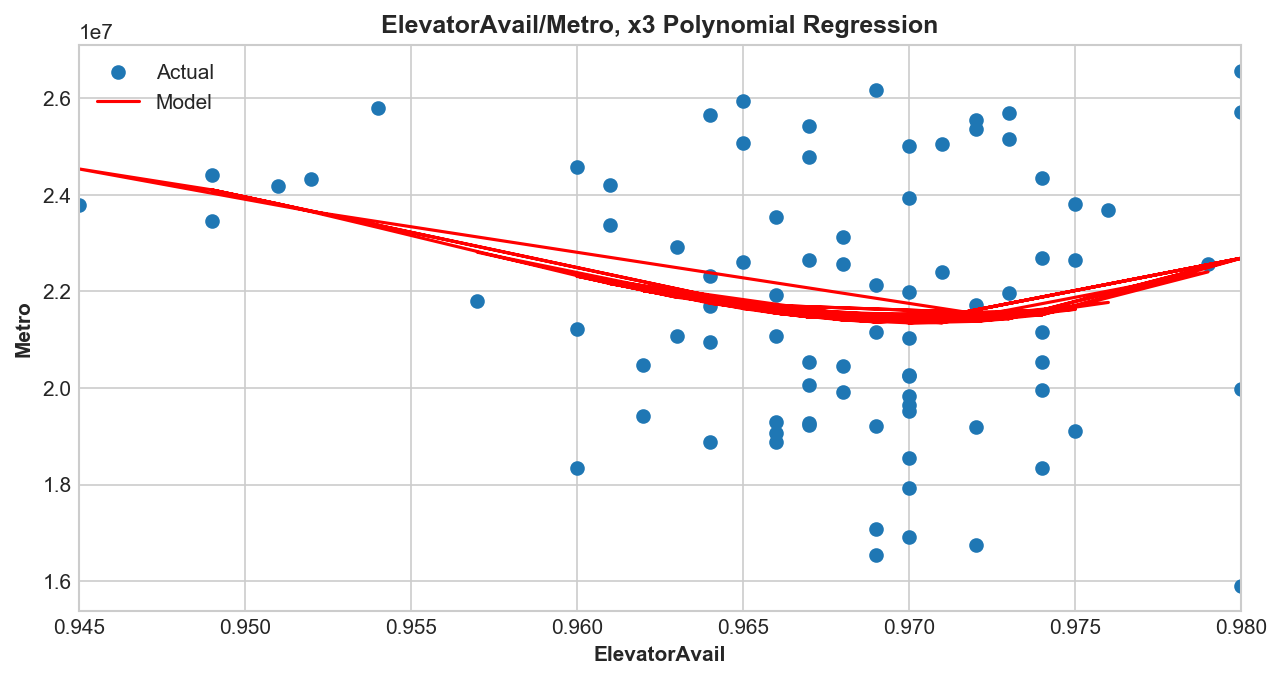 ElevatorAvail/Metro, x3 Polynomial Regression
1e7
Actual
Model
2.6
2.4
2.2
2.0
1.8
1.6
Metro
0.945 0.950 0.955 0.960 0.965 0.970 0.975 0.980
ElevatorAvail